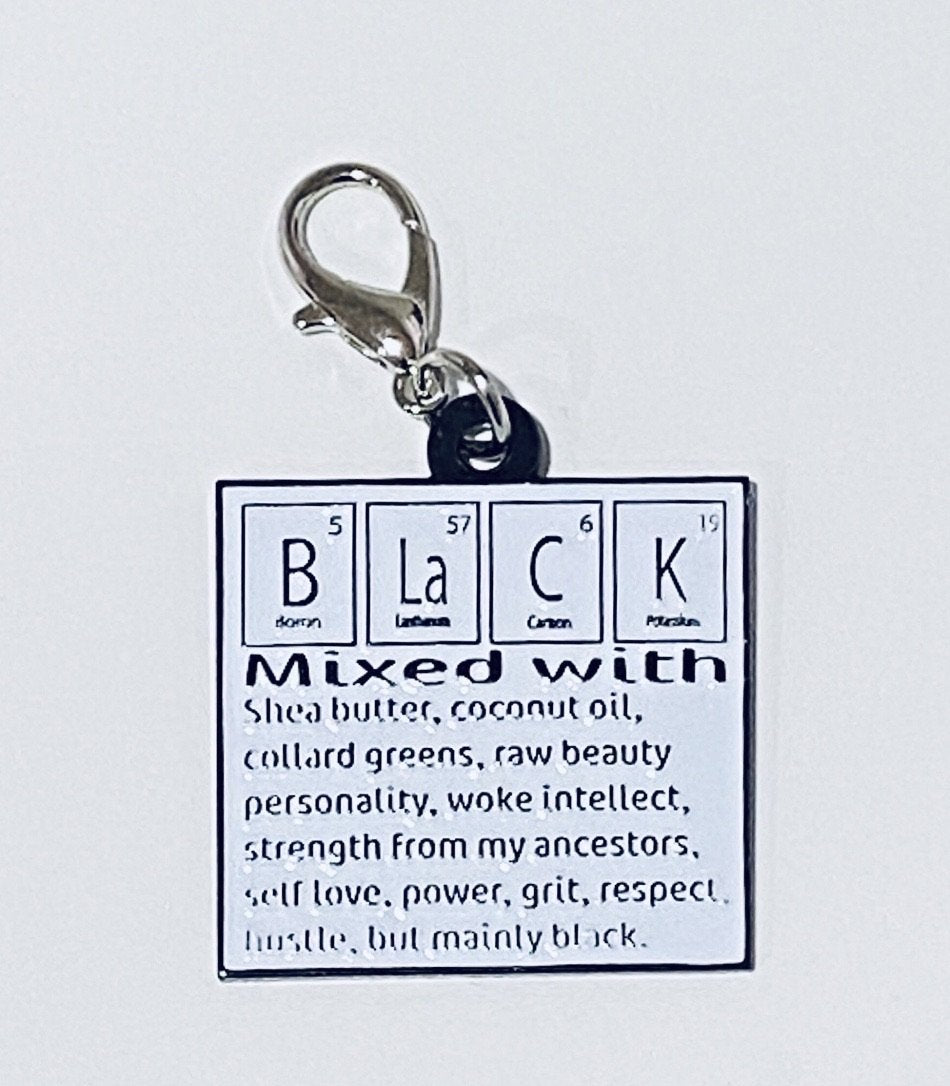 5 57 6 19
B La C K
Boron Lanthanum Carbon Potassium
Mixed with
Shea butter, coconut oil,
collard greens, raw beauty
personality, woke intellect,
strength from my ancestors,
self love, power, grit, respect,
hustle, but mainly black.